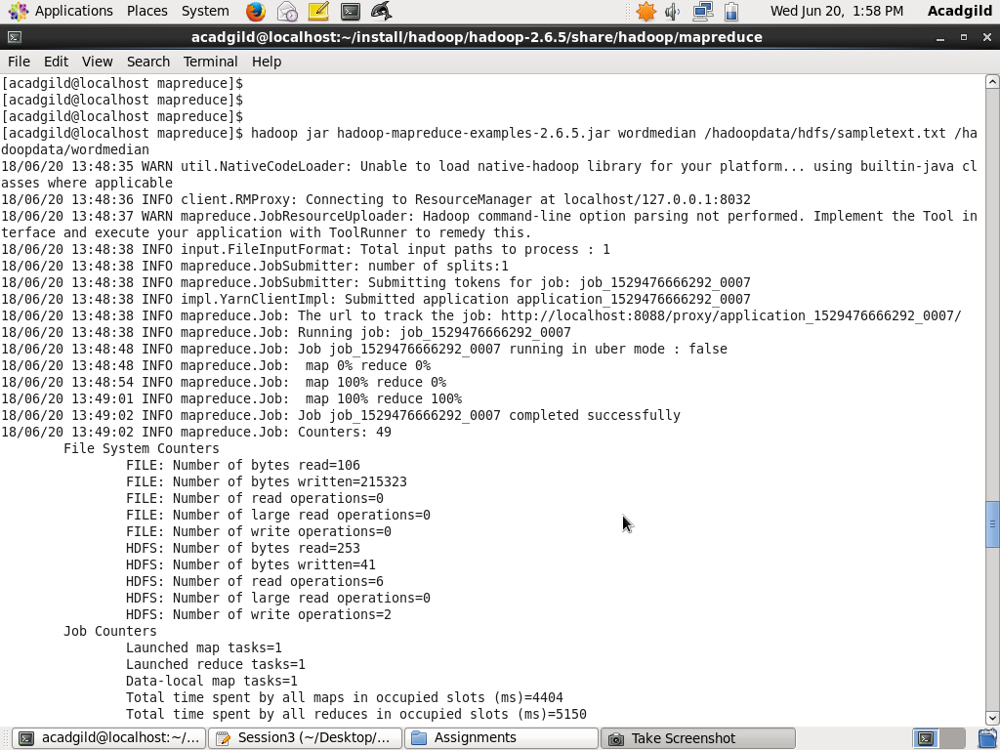 Applications Places System Wed Jun 20, 1:58 PM Acadgild
acadgild@localhost:~/install/hadoop/hadoop-2.6.5/share/hadoop/mapreduce
File Edit View Search Terminal Help
[acadgild@localhost mapreduce]$
[acadgild@localhost mapreduce]$
[acadgild@localhost mapreduce]$
[acadgild@localhost mapreduce]$ hadoop jar hadoop-mapreduce-examples-2.6.5.jar wordmedian /hadoopdata/hdfs/sampletext.txt /ha
doopdata/wordmedian
18/06/20 13:48:35 WARN util.NativeCodeLoader: Unable to load native-hadoop library for your platform... using builtin-java cl
asses where applicable
18/06/20 13:48:36 INFO client.RMProxy: Connecting to ResourceManager at localhost/127.0.0.1:8032
18/06/20 13:48:37 WARN mapreduce.JobResourceUploader: Hadoop command-line option parsing not performed. Implement the Tool in
terface and execute your application with ToolRunner to remedy this.
18/06/20 13:48:38 INFO input.FileInputFormat: Total input paths to process : 1
18/06/20 13:48:38 INFO mapreduce.JobSubmitter: number of splits:1
18/06/20 13:48:38 INFO mapreduce.JobSubmitter: Submitting tokens for job: job_1529476666292_0007
18/06/20 13:48:38 INFO impl.YarnClientImpl: Submitted application application_1529476666292_0007
18/06/20 13:48:38 INFO mapreduce.Job: The url to track the job: http://localhost:8088/proxy/application_1529476666292_0007/
18/06/20 13:48:38 INFO mapreduce.Job: Running job: job_1529476666292_0007
18/06/20 13:48:48 INFO mapreduce.Job: Job job_1529476666292_0007 running in uber mode : false
18/06/20 13:48:48 INFO mapreduce.Job:  map 0% reduce 0%
18/06/20 13:48:54 INFO mapreduce.Job:  map 100% reduce 0%
18/06/20 13:49:01 INFO mapreduce.Job:  map 100% reduce 100%
18/06/20 13:49:02 INFO mapreduce.Job: Job job_1529476666292_0007 completed successfully
18/06/20 13:49:02 INFO mapreduce.Job: Counters: 49
File System Counters
FILE: Number of bytes read=106
FILE: Number of bytes written=215323
FILE: Number of read operations=0
FILE: Number of large read operations=0
FILE: Number of write operations=0
HDFS: Number of bytes read=253
HDFS: Number of bytes written=41
HDFS: Number of read operations=6
HDFS: Number of large read operations=0
HDFS: Number of write operations=2
Job Counters
Launched map tasks=1
Launched reduce tasks=1
Data-local map tasks=1
Total time spent by all maps in occupied slots (ms)=4404
Total time spent by all reduces in occupied slots (ms)=5150
acadgild@localhost:~/... Session3 (~/Desktop/... Assignments Take Screenshot